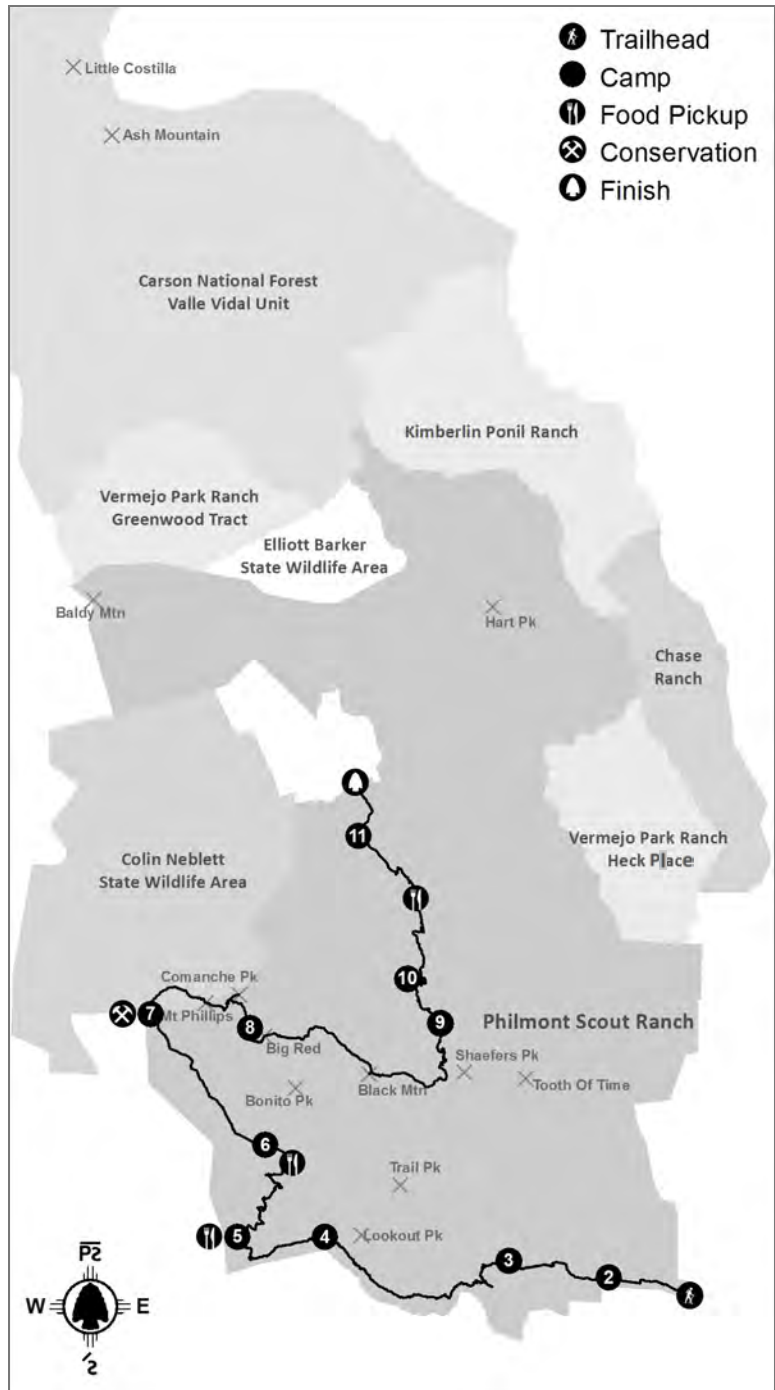 Trailhead
Camp
Food Pickup
Conservation
Finish
Little Costilla
Ash Mountain
Carson National Forest
Valle Vidal Unit
Kimberlin Ponil Ranch
Vermejo Park Ranch
Greenwood Tract
Elliott Barker
State Wildlife Area
Baldy Mtn
Hart Pk
Chase
Ranch
Vermejo Park Ranch
Heck Place
Colin Neblett
State Wildlife Area
11
10
9
Comanche Pk
Mt Phillips
7
8
Big Red
Philmont Scout Ranch
Shaefers Pk
Black Mtn
Tooth Of Time
Bonito Pk
6
Trail Pk
5
4
Lookout Pk
3
2
W
E